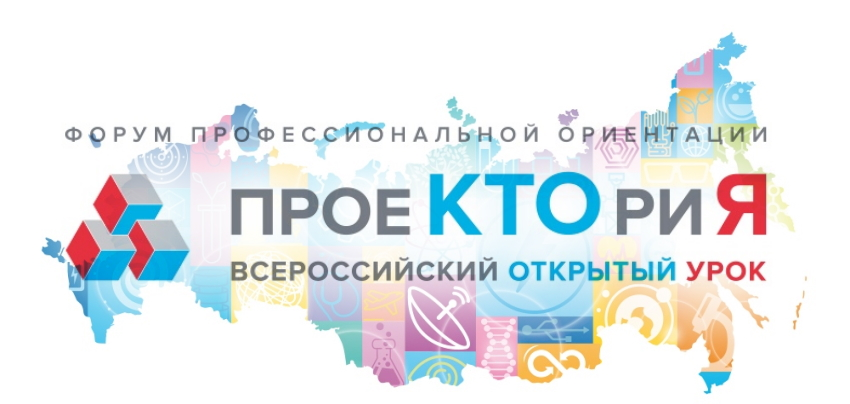 ФОРУМ ПРОФЕССИОНАЛЬНОЙ ОРИЕНТАЦИИ
ПРОЕКТОРИЯ
ВСЕРОССИЙСКИЙ ОТКРЫТЫЙ УРОК